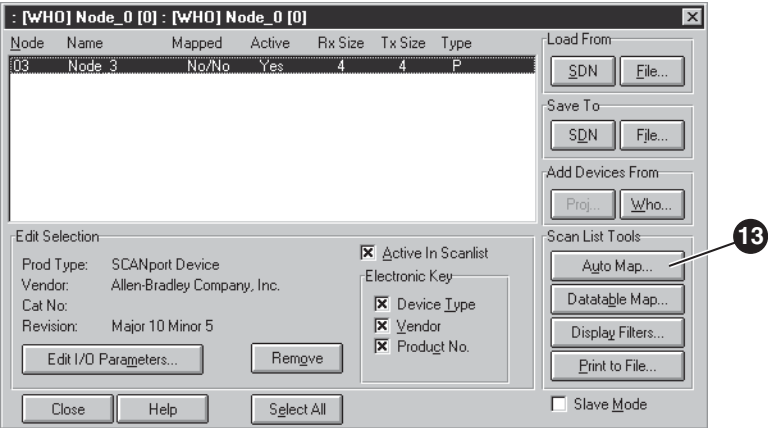 : [WHO] Node_0 [0] : [WHO] Node_0 [0]
Node Name Mapped Active Rx Size Tx Size Type
03 Node_3 No/No Yes 4 4 P
Load From
SDN File...
Save To
SDN File...
Add Devices From
Proj... Who...
Edit Selection
Prod Type: SCANport Device
Vendor: Allen-Bradley Company, Inc.
Cat No:
Revision: Major 10 Minor 5
Edit I/O Parameters...
Remove
Active In Scanlist
Electronic Key
Device Type
Vendor
Product No.
Scan List Tools
Auto Map...
13
Datatable Map...
Display Filters...
Print to File...
Close Help Select All
Slave Mode